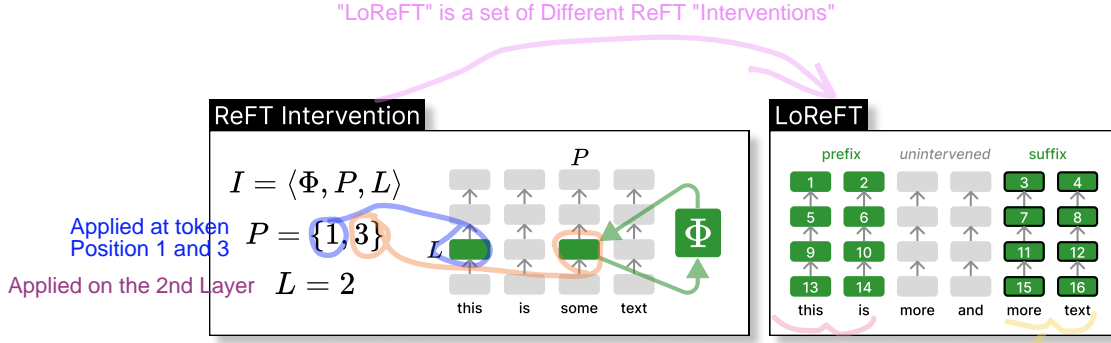 "LoReFT" is a set of Different ReFT "Interventions"
ReFT Intervention
I = ⟨Φ, P, L⟩
Applied at token
Position 1 and 3
P = {1, 3}
Applied on the 2nd Layer
L = 2
P
L
Φ
this is some text
LoReFT
prefix unintervened suffix
1 2 3 4
5 6 7 8
9 10 11 12
13 14 15 16
this is more and more text